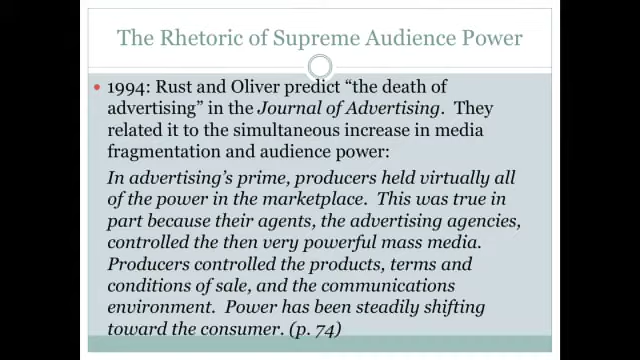 The Rhetoric of Supreme Audience Power
• 1994: Rust and Oliver predict “the death of
advertising” in the Journal of Advertising. They
related it to the simultaneous increase in media
fragmentation and audience power:
In advertising’s prime, producers held virtually all
of the power in the marketplace. This was true in
part because their agents, the advertising agencies,
controlled the then very powerful mass media.
Producers controlled the products, terms and
conditions of sale, and the communications
environment. Power has been steadily shifting
toward the consumer. (p. 74)